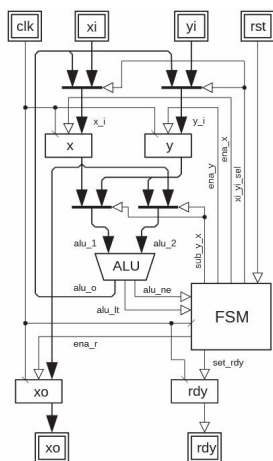 clk
xi
yi
rst
x_i
y_i
x
y
ena_y
ena_x
xi_yi_sel
alu_1
alu_2
sub_y_x
ALU
alu_o
alu_ne
alu_lt
FSM
ena_r
set_rdy
xo
rdy
xo
rdy